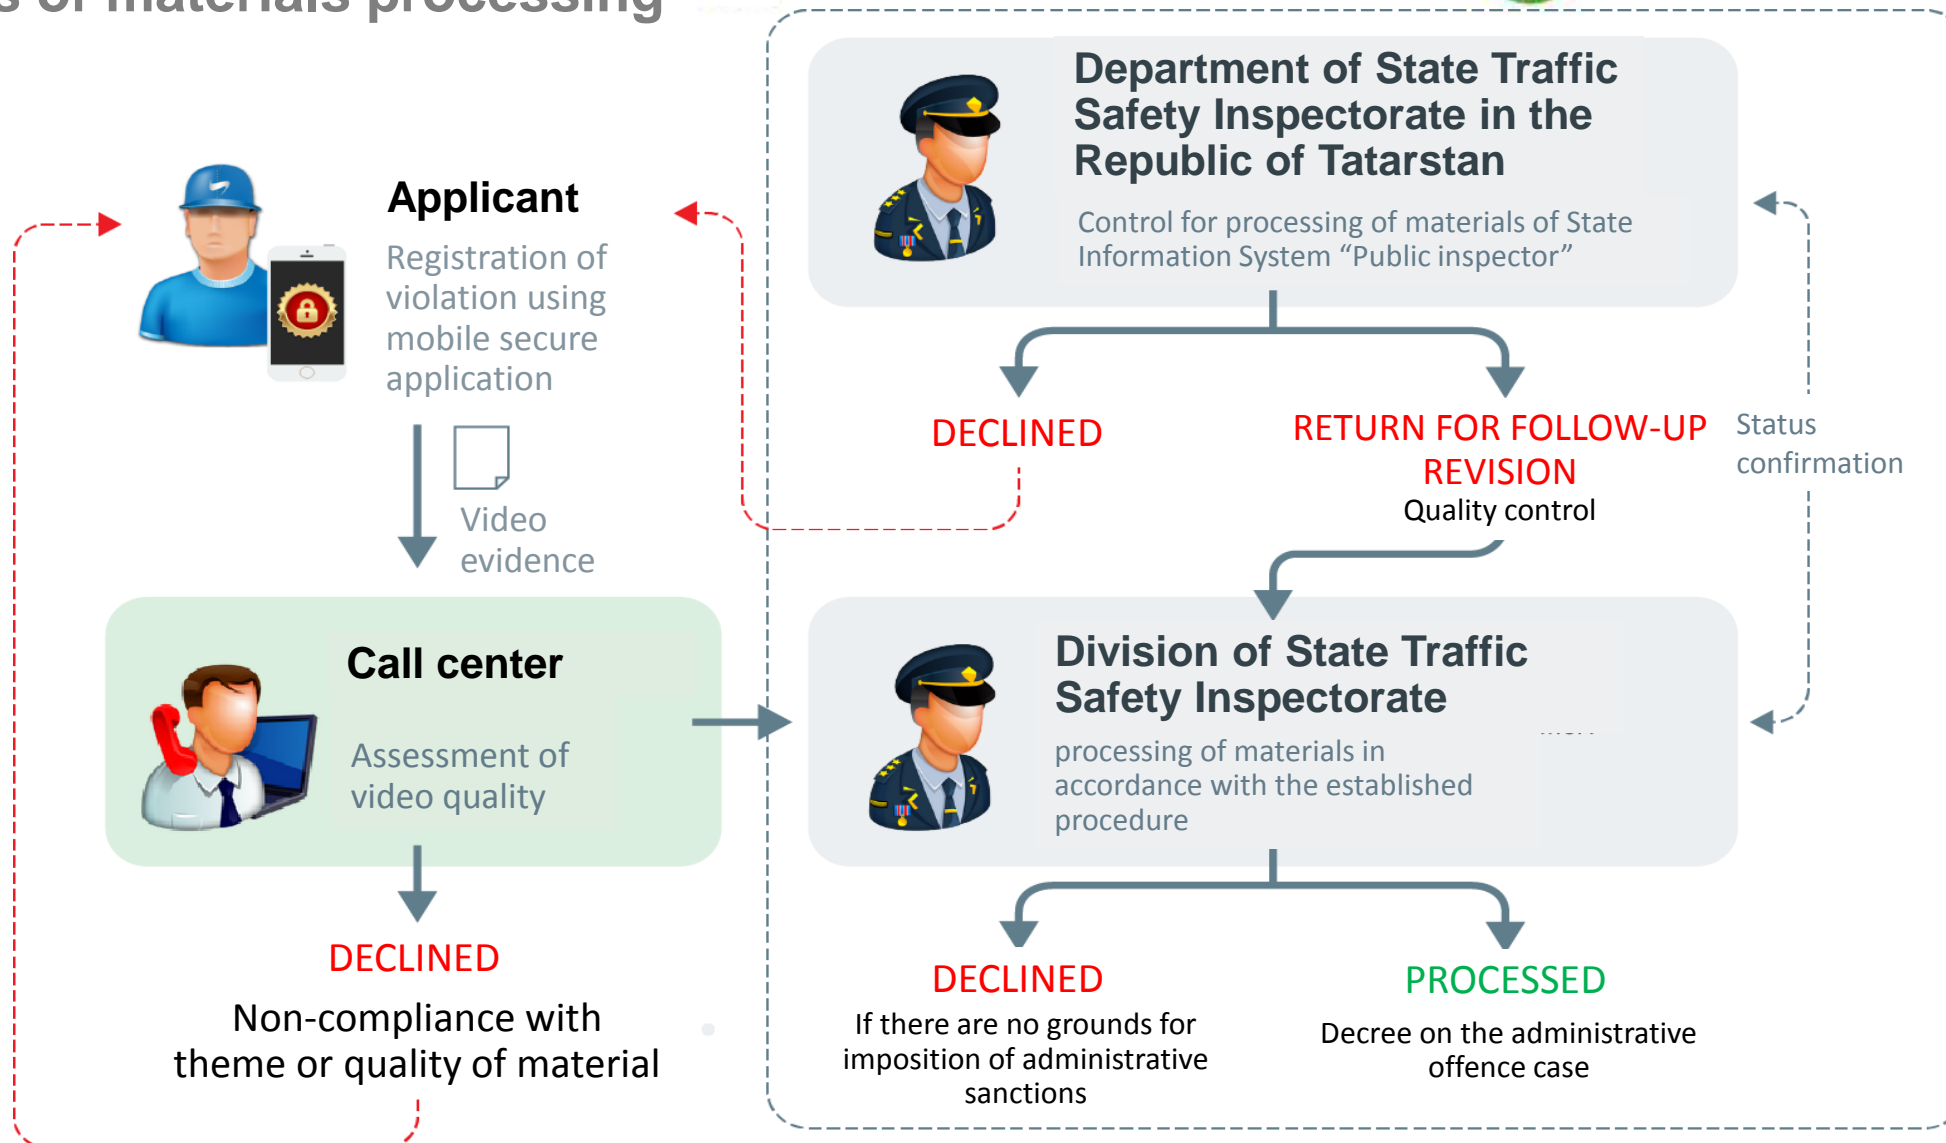 of materials processing
Applicant
Registration of
violation using
mobile secure
application
Video
evidence
Call center
Assessment of
video quality
DECLINED
Non-compliance with
theme or quality of material
Department of State Traffic
Safety Inspectorate in the
Republic of Tatarstan
Control for processing of materials of State
Information System “Public inspector”
DECLINED
RETURN FOR FOLLOW-UP
REVISION
Quality control
Status
confirmation
Division of State Traffic
Safety Inspectorate
processing of materials in
accordance with the established
procedure
DECLINED
If there are no grounds for
imposition of administrative
sanctions
PROCESSED
Decree on the administrative
offence case